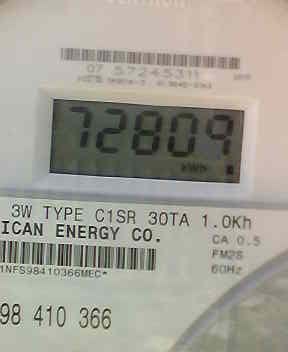 07 57245311
72809
kWh
3W TYPE C1SR 30TA 1.0Kh
ICAN ENERGY CO.
CA 0.5
FM2S
60Hz
1NFS98410366MEC*
98 410 366